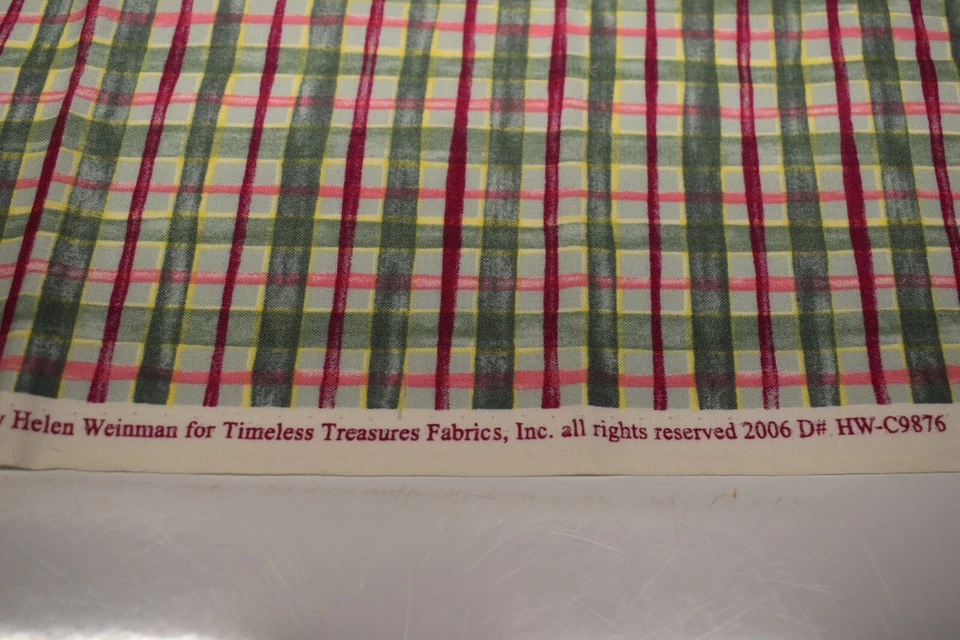 y Helen Weinman for Timeless Treasures Fabrics, Inc. all rights reserved 2006 D# HW-C9876